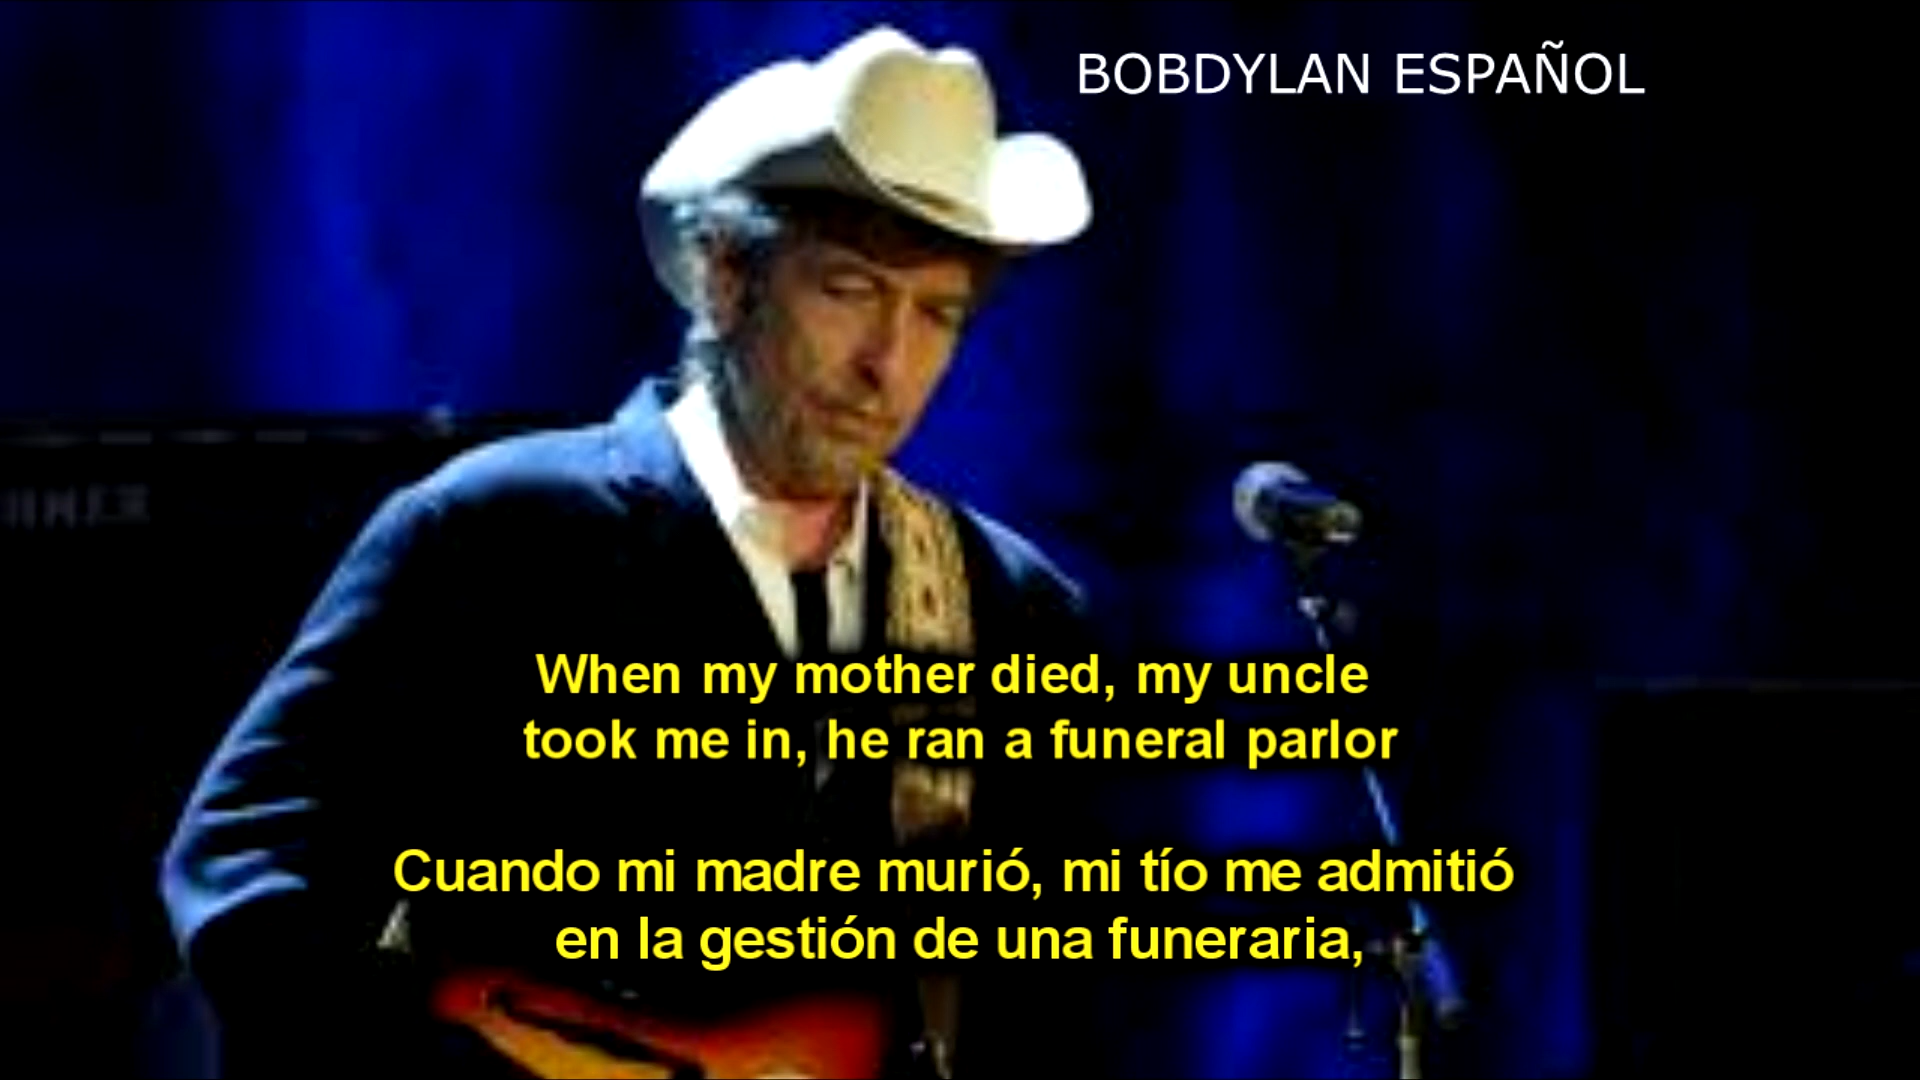 BOBDYLAN ESPAÑOL
When my mother died, my uncle
took me in, he ran a funeral parlor
Cuando mi madre murió, mi tío me admitió
en la gestión de una funeraria,